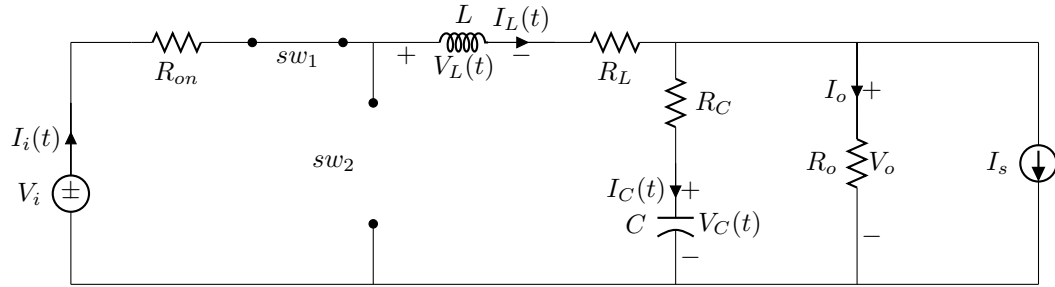 L
I_L(t)
sw_1
+
−
R_on
V_L(t)
R_L
R_C
I_o
+
I_i(t)
sw_2
R_o
V_o
I_s
V_i
±
I_C(t)
+
C
V_C(t)
−
−